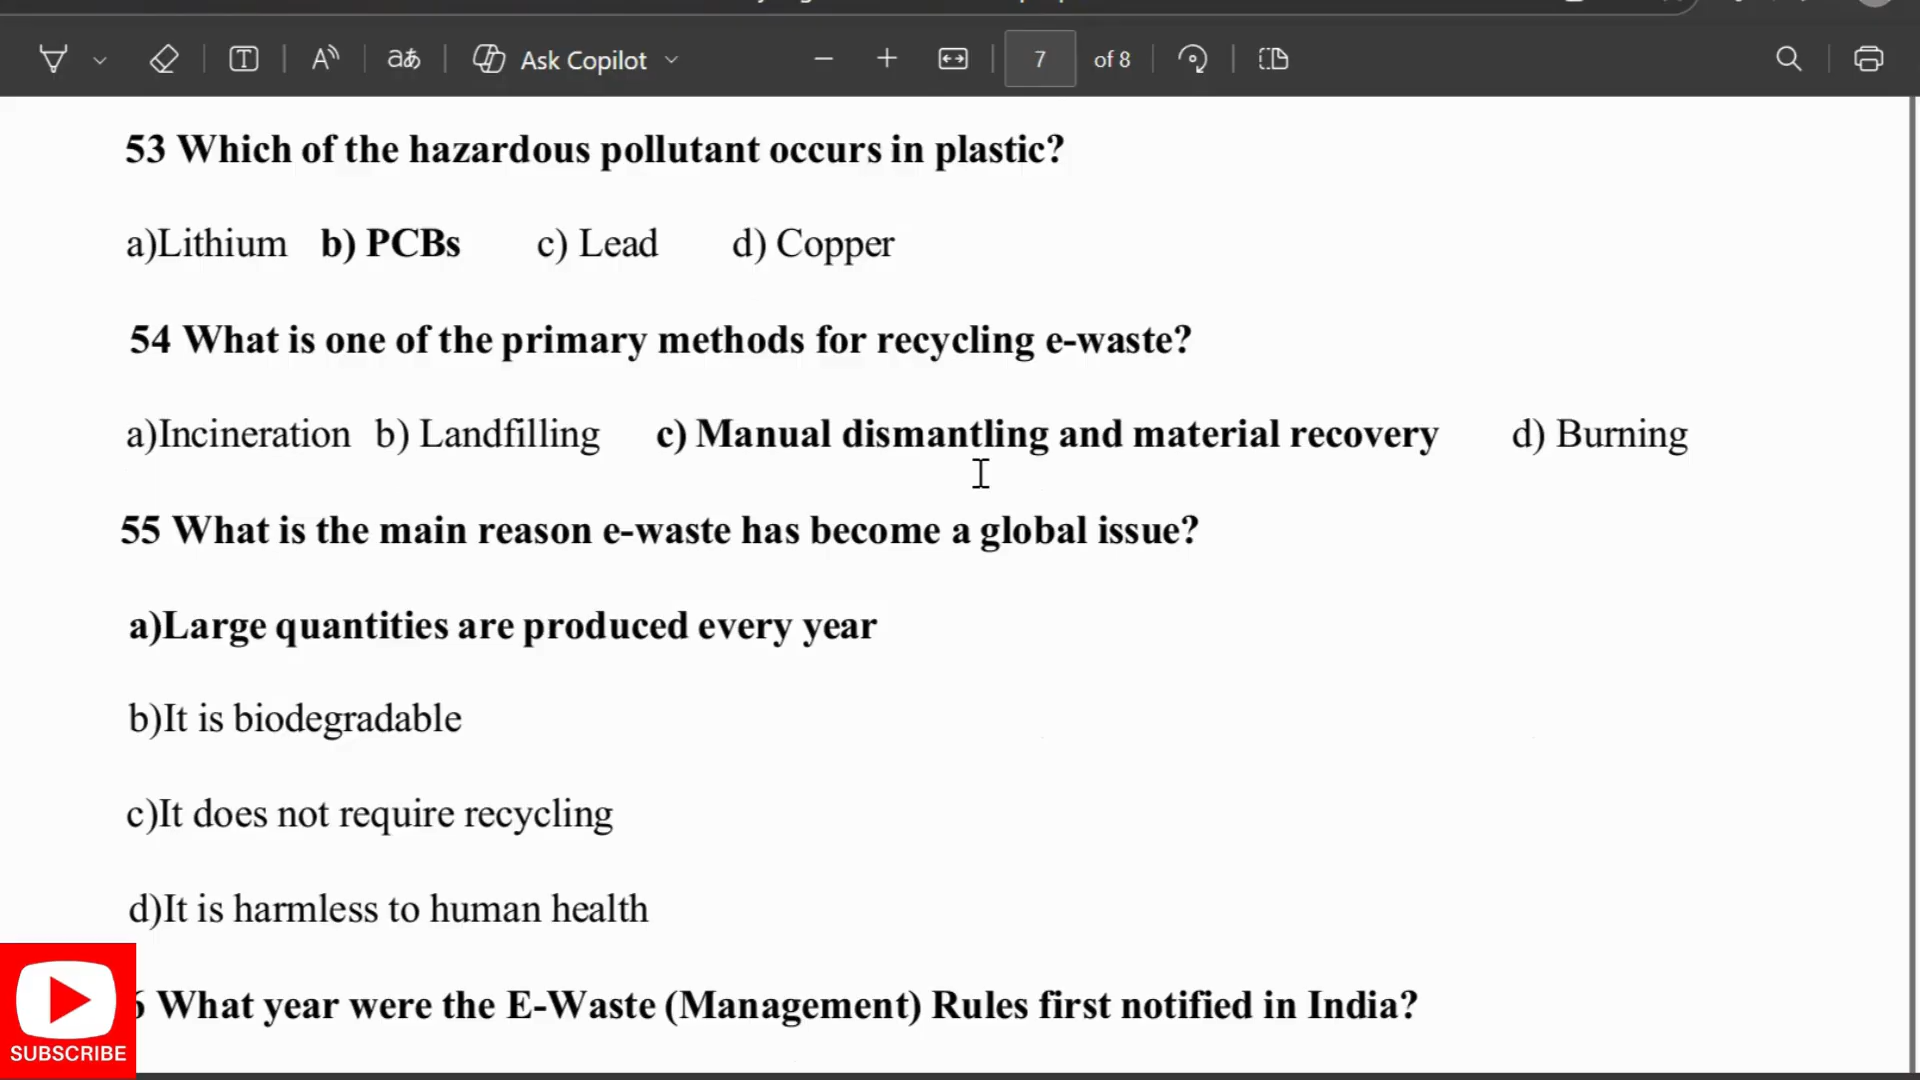 Ask Copilot
7 of 8
53 Which of the hazardous pollutant occurs in plastic?
a)Lithium b) PCBs c) Lead d) Copper
54 What is one of the primary methods for recycling e-waste?
a)Incineration b) Landfilling c) Manual dismantling and material recovery d) Burning
55 What is the main reason e-waste has become a global issue?
a)Large quantities are produced every year
b)It is biodegradable
c)It does not require recycling
d)It is harmless to human health
6 What year were the E-Waste (Management) Rules first notified in India?
SUBSCRIBE